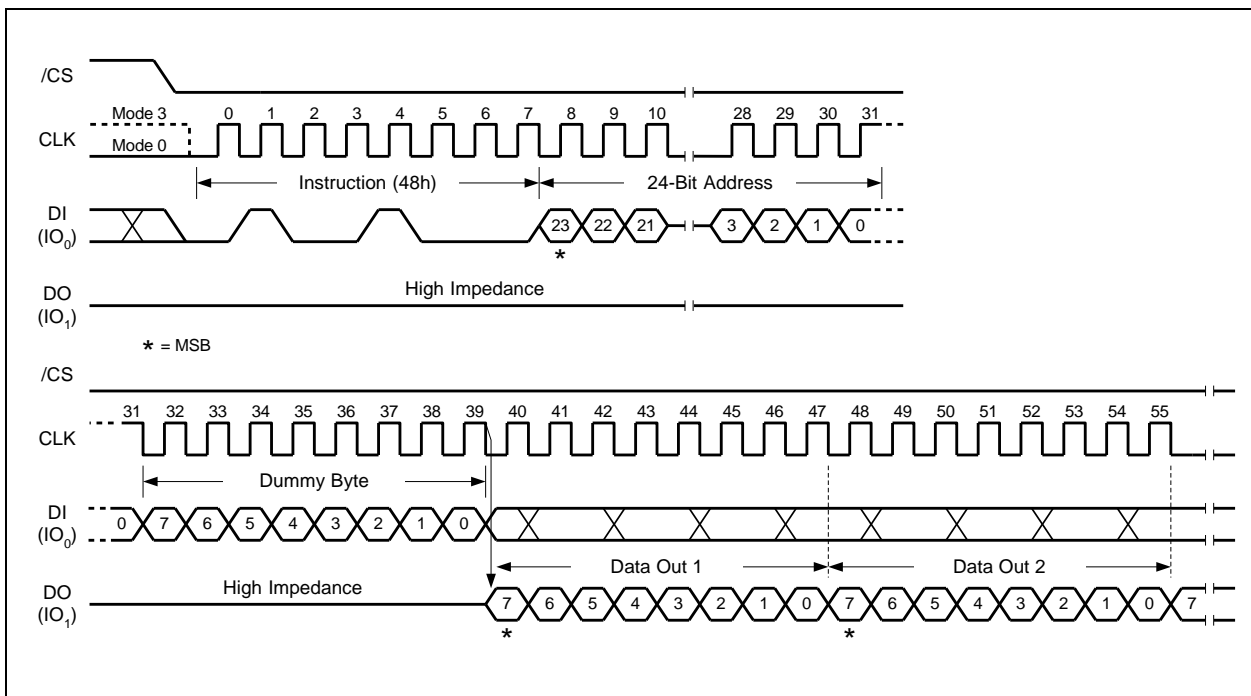 /CS
Mode 3 0 1 2 3 4 5 6 7 8 9 10 28 29 30 31
CLK
Mode 0
Instruction (48h) 24-Bit Address
DI
(IO0) 23 22 21 3 2 1 0
*
DO
(IO1)
High Impedance
* = MSB
/CS
31 32 33 34 35 36 37 38 39 40 41 42 43 44 45 46 47 48 49 50 51 52 53 54 55
CLK
Dummy Byte
DI
(IO0) 0 7 6 5 4 3 2 1 0
Data Out 1 Data Out 2
DO
(IO1)
High Impedance
7 6 5 4 3 2 1 0 7 6 5 4 3 2 1 0 7
* *